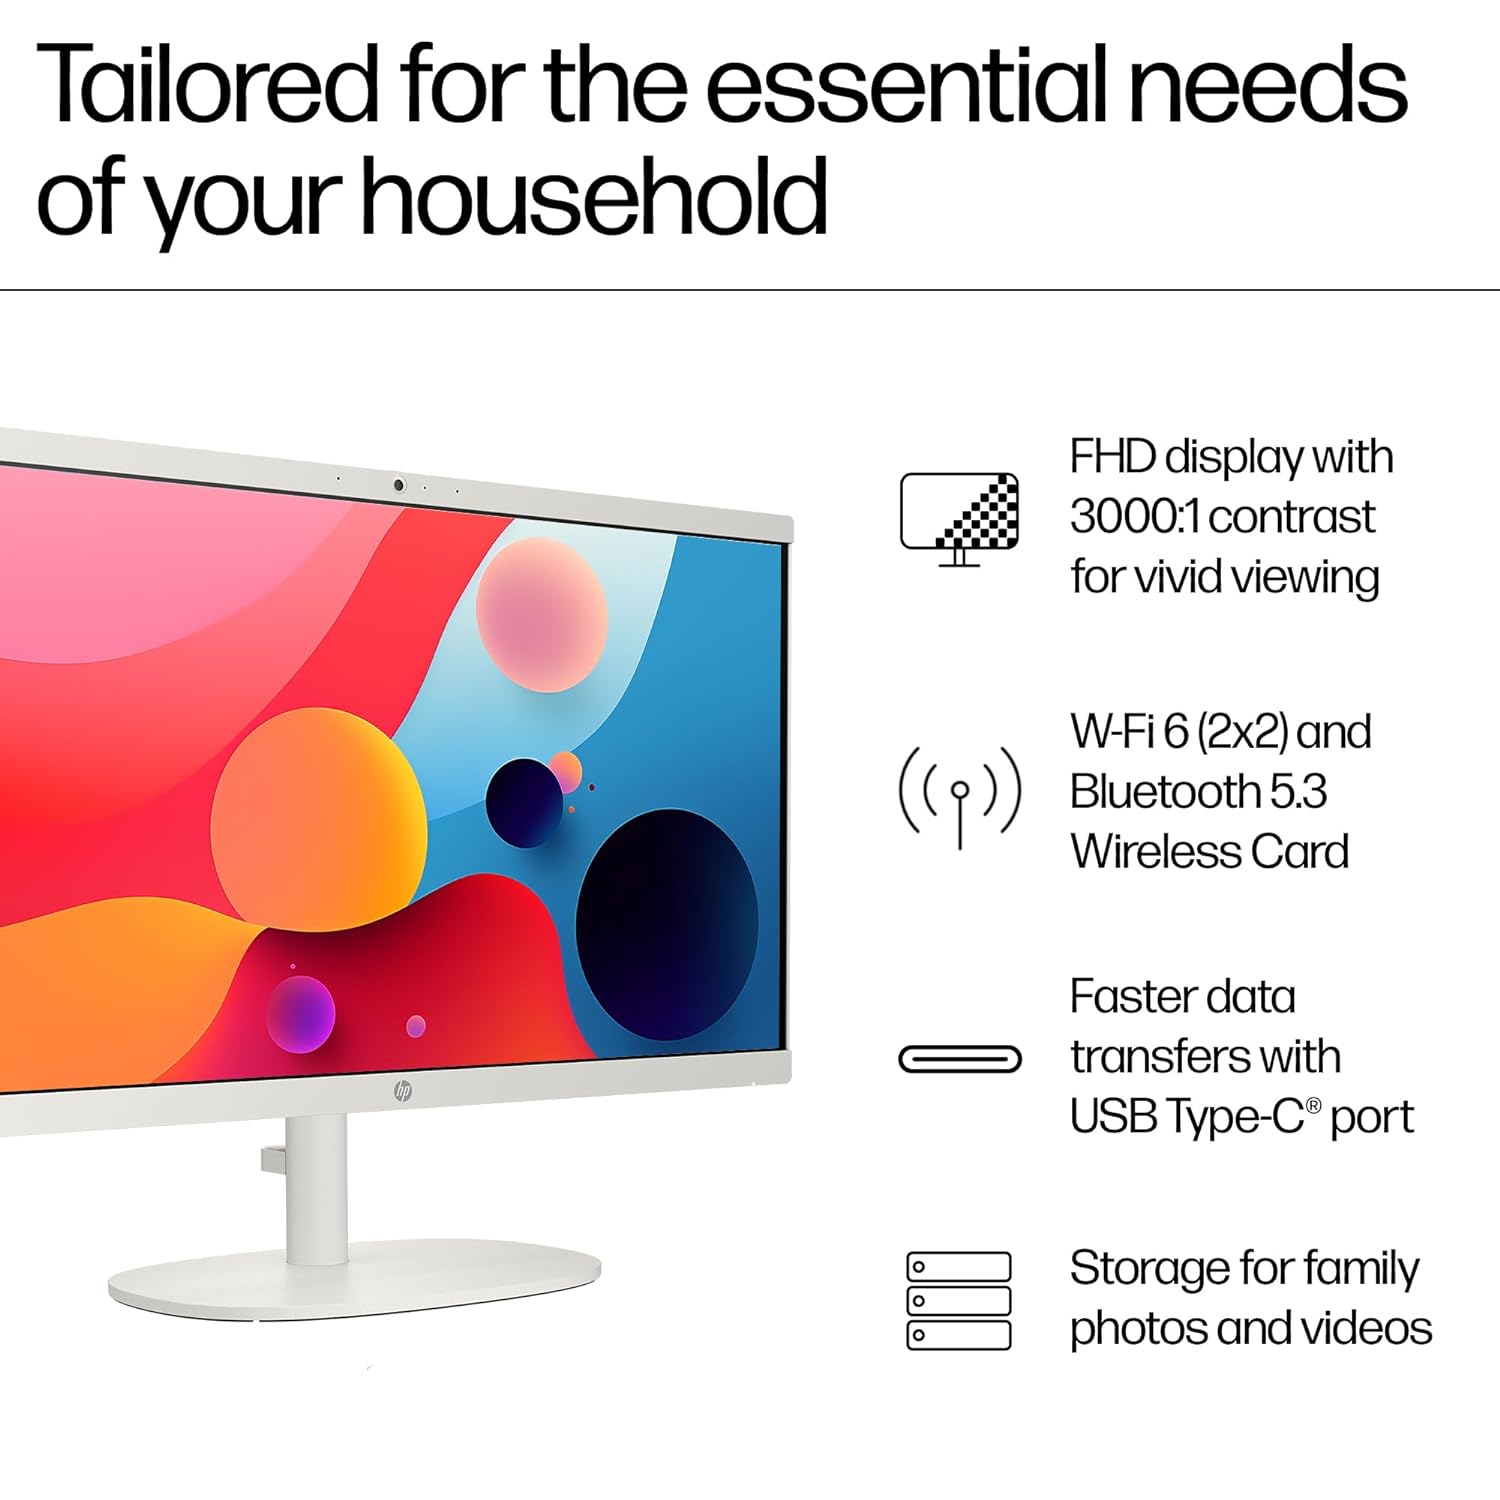 Tailored for the essential needs
of your household
FHD display with
3000:1 contrast
for vivid viewing
W-Fi 6 (2x2) and
Bluetooth 5.3
Wireless Card
hp
Faster data
transfers with
USB Type-C® port
Storage for family
photos and videos